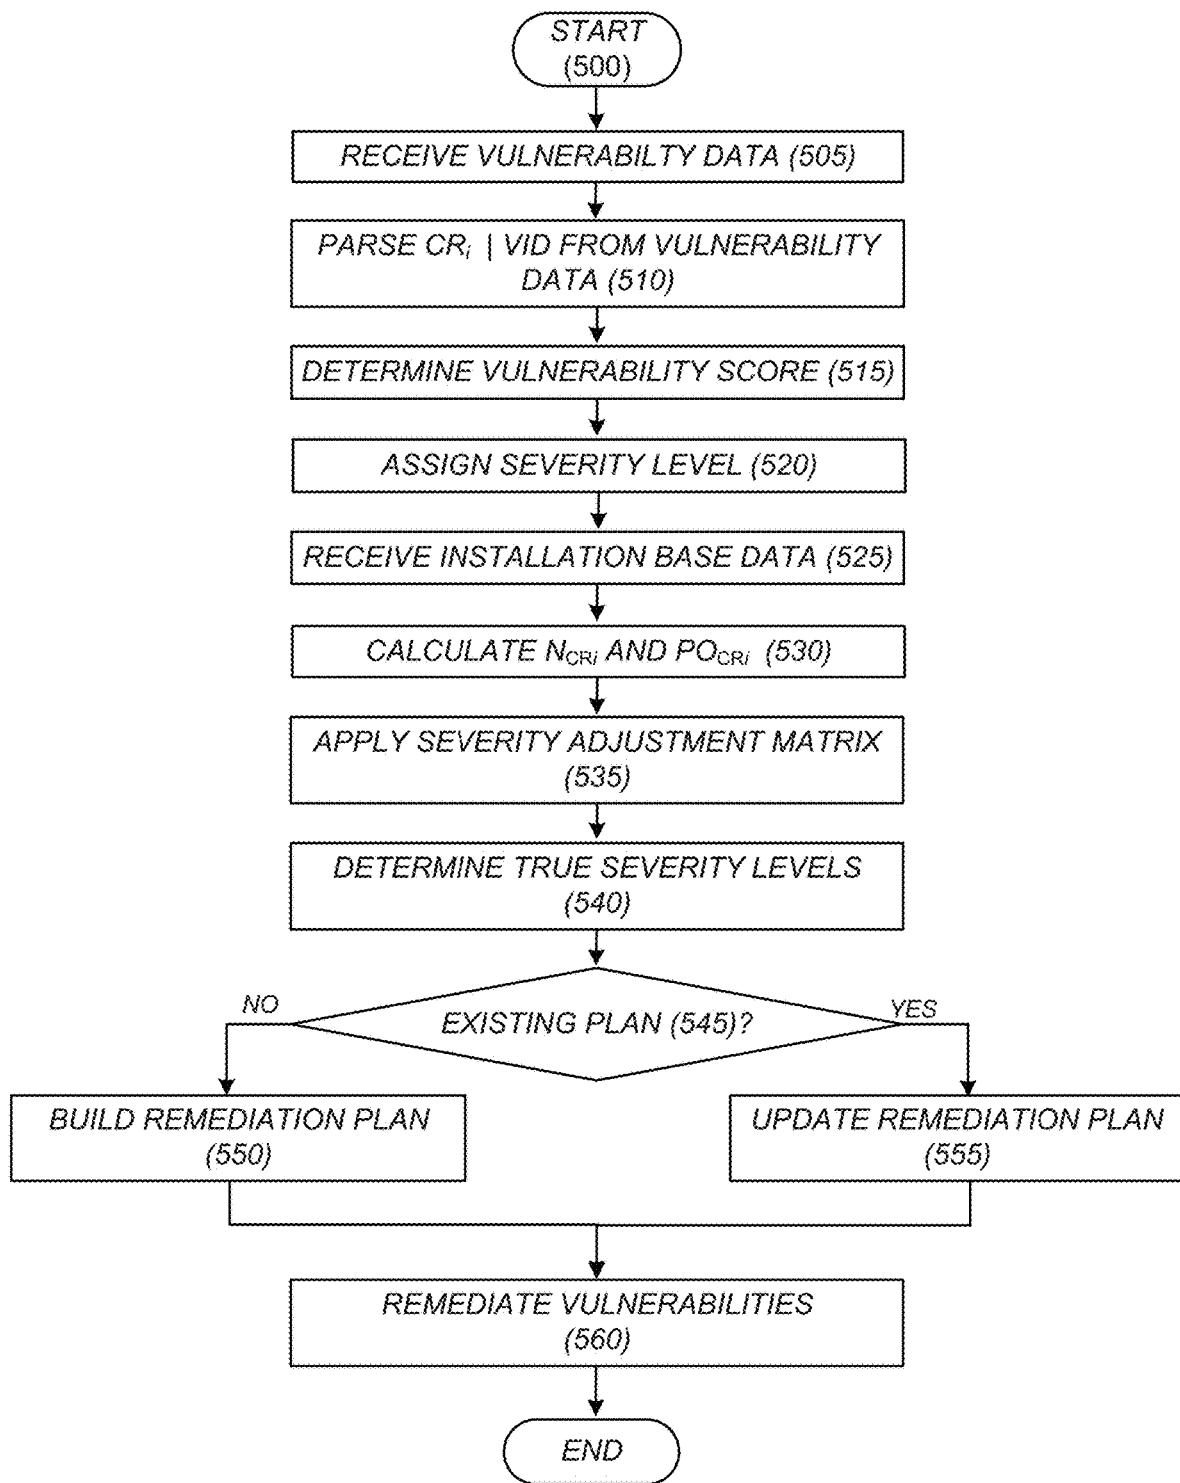 START
(500)
RECEIVE VULNERABILTY DATA (505)
PARSE CRi | VID FROM VULNERABILITY
DATA (510)
DETERMINE VULNERABILITY SCORE (515)
ASSIGN SEVERITY LEVEL (520)
RECEIVE INSTALLATION BASE DATA (525)
CALCULATE NCRi AND POCRi (530)
APPLY SEVERITY ADJUSTMENT MATRIX
(535)
DETERMINE TRUE SEVERITY LEVELS
(540)
NO
EXISTING PLAN (545)?
YES
BUILD REMEDIATION PLAN
(550)
UPDATE REMEDIATION PLAN
(555)
REMEDIATE VULNERABILITIES
(560)
END